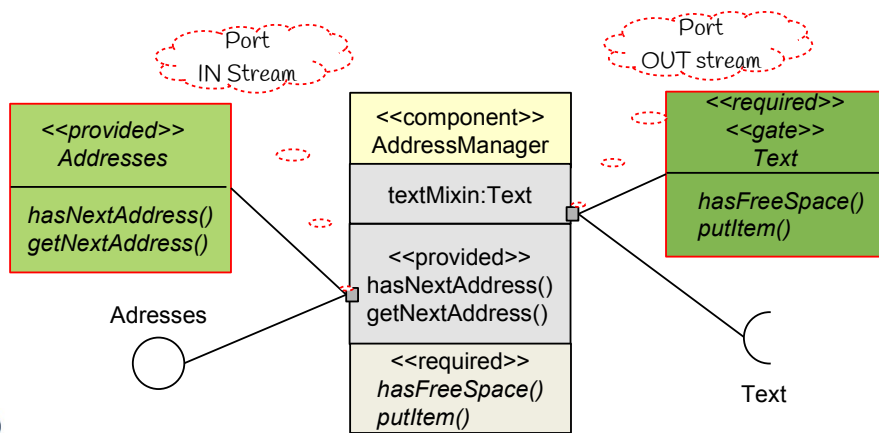 Port
IN Stream
Port
OUT stream
<<provided>>
Addresses
hasNextAddress()
getNextAddress()
<<component>>
AddressManager
textMixin:Text
<<provided>>
hasNextAddress()
getNextAddress()
<<required>>
hasFreeSpace()
putItem()
<<required>>
<<gate>>
Text
hasFreeSpace()
putItem()
Adresses
Text